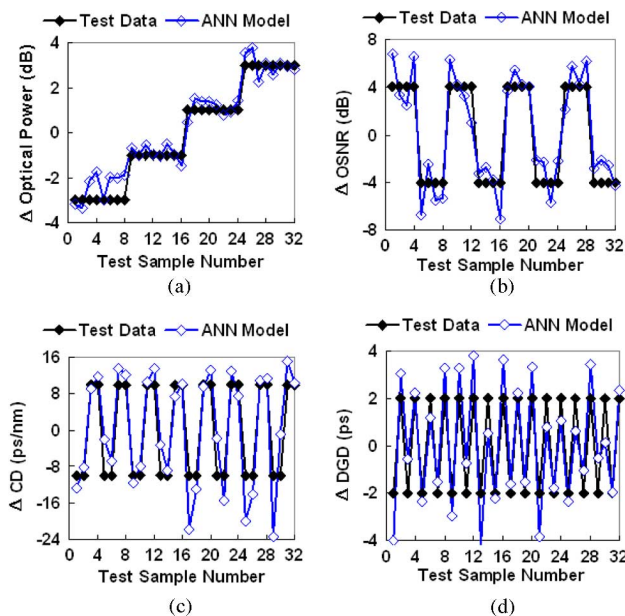 Test Data ANN Model
Δ Optical Power (dB)
4
2
0
-2
-4
0 4 8 12 16 20 24 28 32
Test Sample Number
(a)
Test Data ANN Model
Δ OSNR (dB)
8
4
0
-4
-8
0 4 8 12 16 20 24 28 32
Test Sample Number
(b)
Test Data ANN Model
Δ CD (ps/nm)
16
8
0
-8
-16
-24
0 4 8 12 16 20 24 28 32
Test Sample Number
(c)
Test Data ANN Model
Δ DGD (ps)
4
2
0
-2
-4
0 4 8 12 16 20 24 28 32
Test Sample Number
(d)